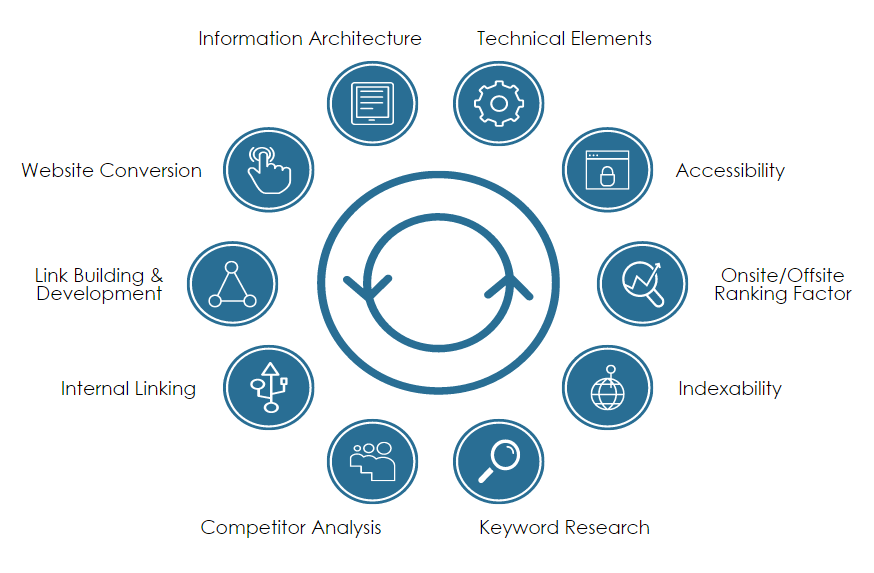 Information Architecture
Technical Elements
Website Conversion
Accessibility
Link Building &
Development
Onsite/Offsite
Ranking Factor
Internal Linking
Indexability
Competitor Analysis
Keyword Research